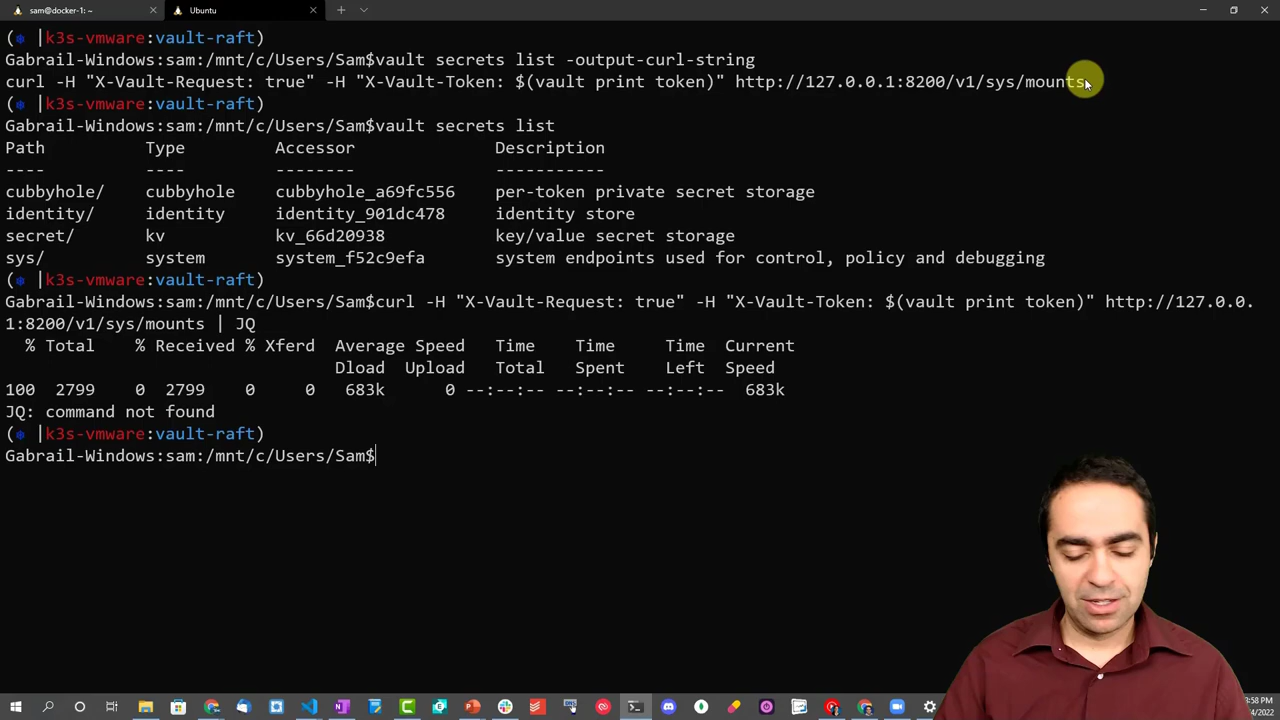 sam@docker-1: ~
Ubuntu
( |k3s-vmware:vault-raft)
Gabrail-Windows:sam:/mnt/c/Users/Sam$vault secrets list -output-curl-string
curl -H "X-Vault-Request: true" -H "X-Vault-Token: $(vault print token)" http://127.0.0.1:8200/v1/sys/mounts
( |k3s-vmware:vault-raft)
Gabrail-Windows:sam:/mnt/c/Users/Sam$vault secrets list
Path Type Accessor Description
---- ---- -------- -----------
cubbyhole/ cubbyhole cubbyhole_a69fc556 per-token private secret storage
identity/ identity identity_901dc478 identity store
secret/ kv kv_66d20938 key/value secret storage
sys/ system system_f52c9efa system endpoints used for control, policy and debugging
( |k3s-vmware:vault-raft)
Gabrail-Windows:sam:/mnt/c/Users/Sam$curl -H "X-Vault-Request: true" -H "X-Vault-Token: $(vault print token)" http://127.0.0.
1:8200/v1/sys/mounts | JQ
% Total % Received % Xferd Average Speed Time Time Time Current
Dload Upload Total Spent Left Speed
100 2799 0 2799 0 0 683k 0 --:--:-- --:--:-- --:--:-- 683k
JQ: command not found
( |k3s-vmware:vault-raft)
Gabrail-Windows:sam:/mnt/c/Users/Sam$
:58 PM
/2022